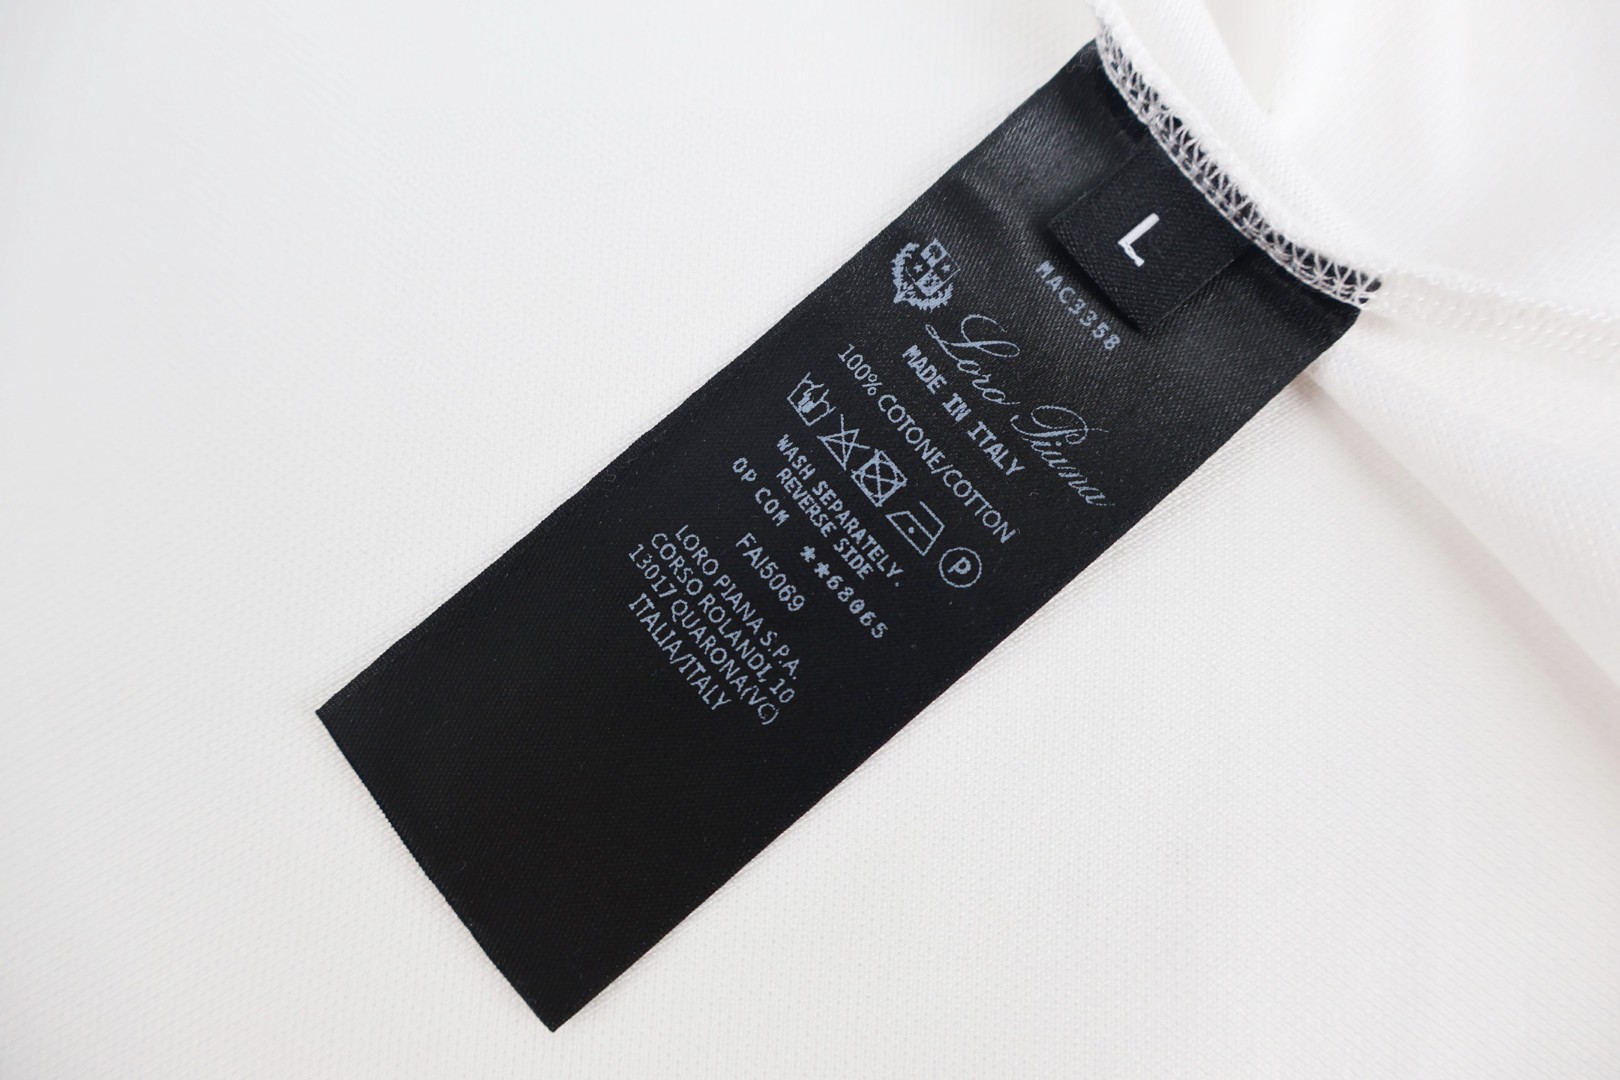 L
MAC3358
Loro Piana
MADE IN ITALY
100% COTONE/COTTON
P
WASH SEPARATELY.
REVERSE SIDE
OP COM **68065
FAI5069
LORO PIANA S.P.A.
CORSO ROLANDI, 10
13017 QUARONA(VC)
ITALIA/ITALY